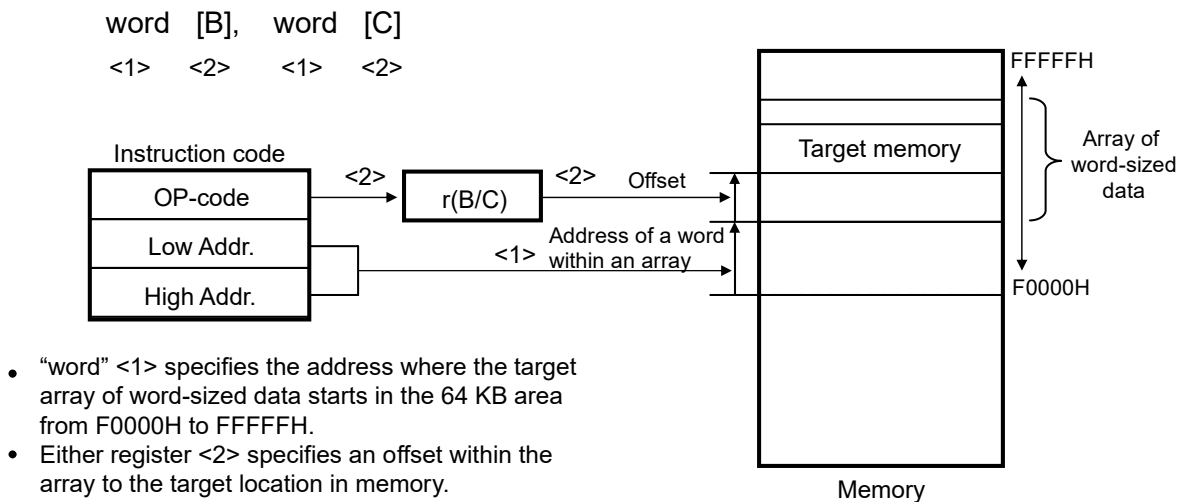 word [B], word [C]
<1> <2> <1> <2>
FFFFFH
Instruction code
OP-code
Low Addr.
High Addr.
<2>
r(B/C)
<2>
Offset
<1>
Address of a word
within an array
Target memory
Array of
word-sized
data
F0000H
Memory
• “word” <1> specifies the address where the target
array of word-sized data starts in the 64 KB area
from F0000H to FFFFFH.
• Either register <2> specifies an offset within the
array to the target location in memory.